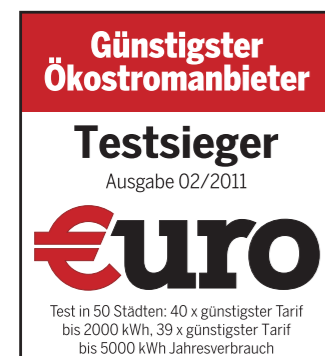 Günstigster
Ökostromanbieter
Testsieger
Ausgabe 02/2011
€uro
Test in 50 Städten: 40 x günstigster Tarif
bis 2000 kWh, 39 x günstigster Tarif
bis 5000 kWh Jahresverbrauch